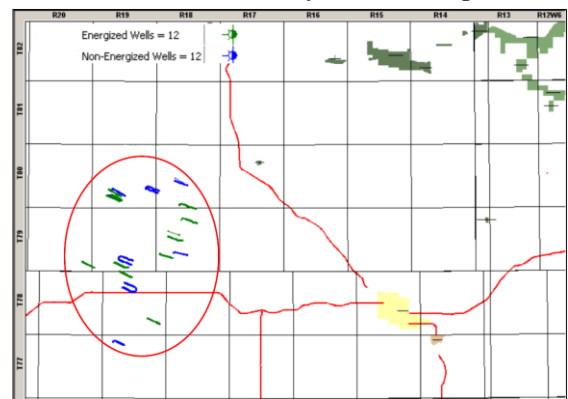 R20 R19 R18 R17 R16 R15 R14 R13 R12W6
Energized Wells = 12
Non-Energized Wells = 12
T82
T81
T80
T79
T78
T77